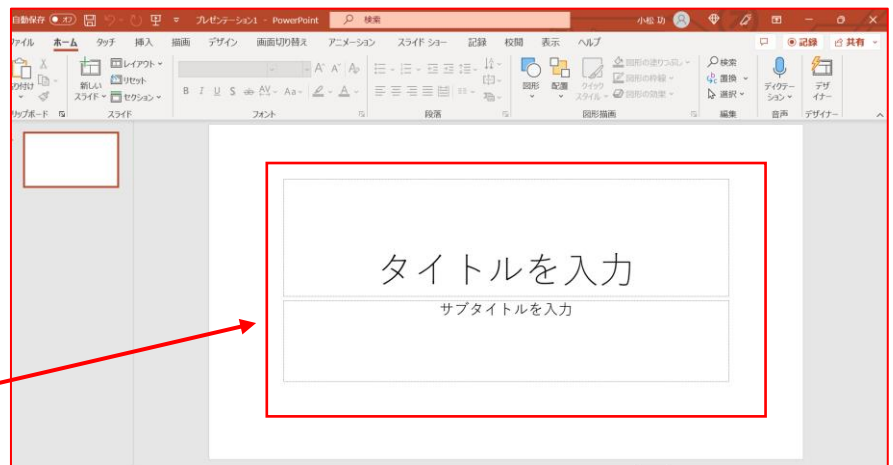 自動保存 オフ プレゼンテーション1 - PowerPoint 検索 小松 功
ファイル ホーム タッチ 挿入 描画 デザイン 画面切り替え アニメーション スライド ショー 記録 校閲 表示 ヘルプ 記録 共有
貼り付け 新しいスライド レイアウト リセット セクション
B I U S ab AV Aa A A A A
図形 配置 クイックスタイル 図形の塗りつぶし 図形の枠線 図形の効果
検索 置換 選択
ディクテーション デザイナー
クリップボード スライド フォント 段落 図形描画 編集 音声 デザイナー
タイトルを入力
サブタイトルを入力